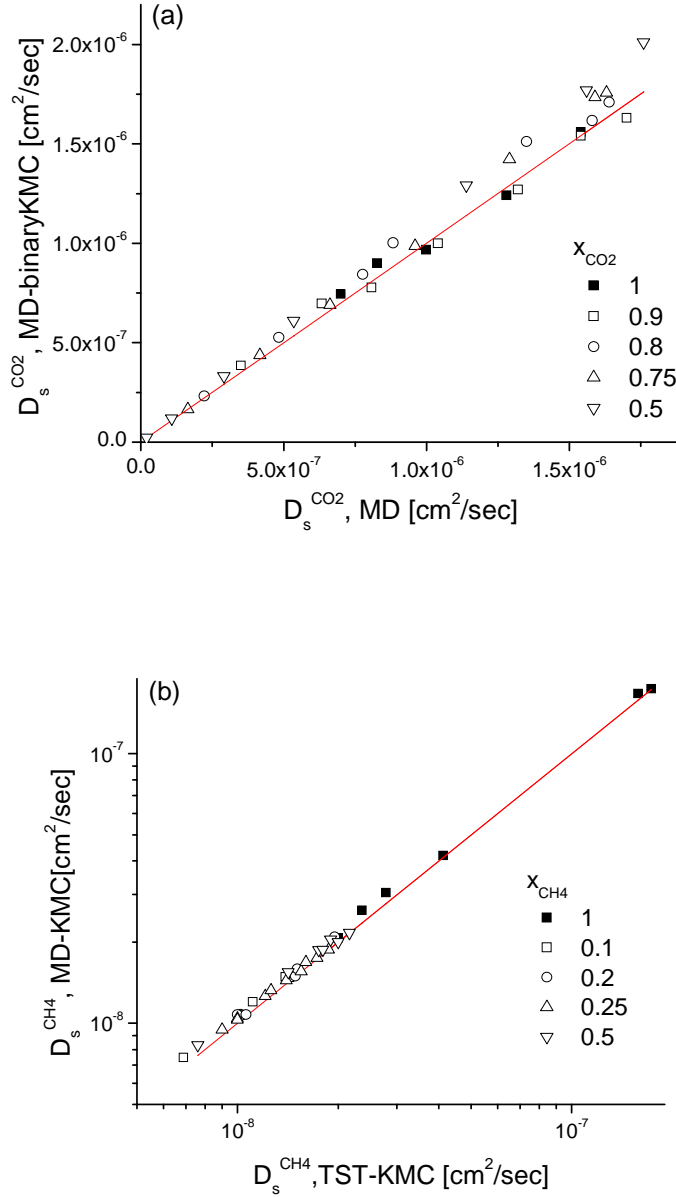 (a)
2.0x10⁻⁶
1.5x10⁻⁶
1.0x10⁻⁶
5.0x10⁻⁷
0.0
D_s^CO2, MD-binaryKMC [cm²/sec]
x_CO2
1
0.9
0.8
0.75
0.5
0.0 5.0x10⁻⁷ 1.0x10⁻⁶ 1.5x10⁻⁶
D_s^CO2, MD [cm²/sec]
(b)
10⁻⁷
10⁻⁸
D_s^CH4, MD-KMC[cm²/sec]
x_CH4
1
0.1
0.2
0.25
0.5
10⁻⁸ 10⁻⁷
D_s^CH4,TST-KMC [cm²/sec]